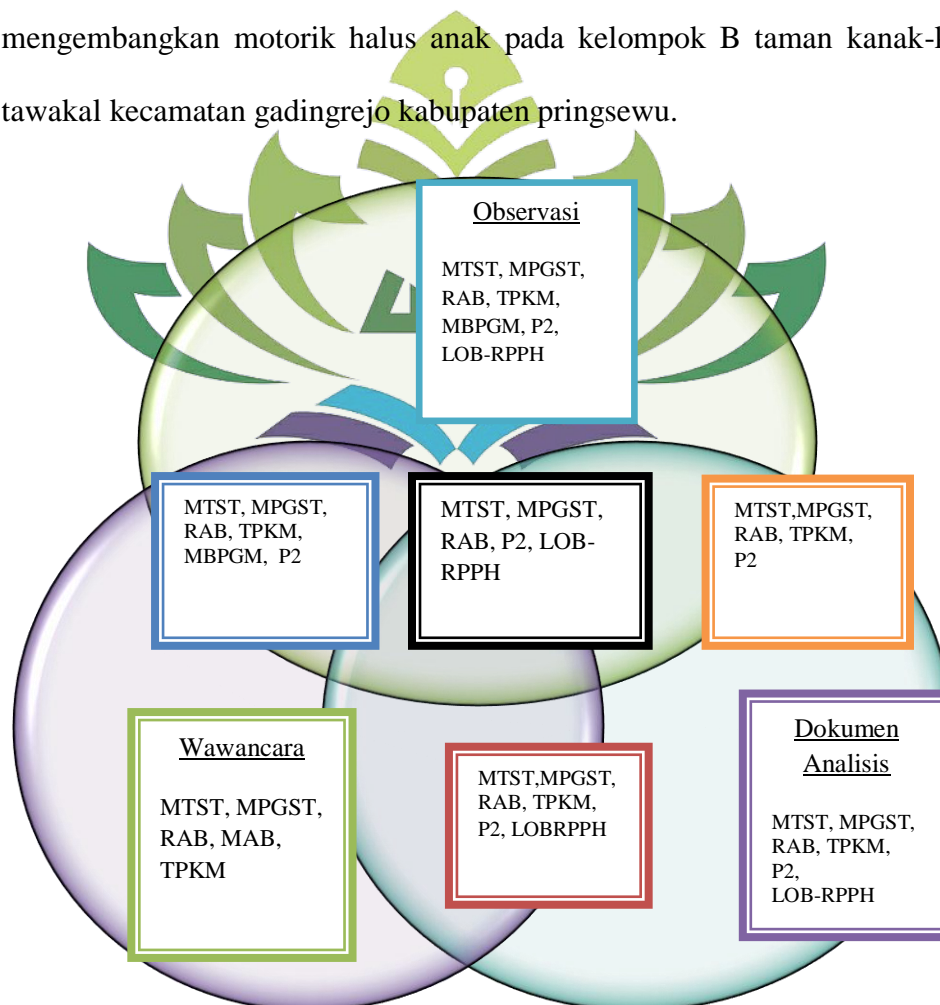 mengembangkan motorik halus anak pada kelompok B taman kanak-
tawakal kecamatan gadingrejo kabupaten pringsewu.
Observasi
MTST, MPGST,
RAB, TPKM,
MBPGM, P2,
LOB-RPPH
MTST, MPGST,
RAB, TPKM,
MBPGM, P2
MTST, MPGST,
RAB, P2, LOB-
RPPH
MTST,MPGST,
RAB, TPKM,
P2
Wawancara
MTST, MPGST,
RAB, MAB,
TPKM
MTST,MPGST,
RAB, TPKM,
P2, LOBRPPH
Dokumen
Analisis
MTST, MPGST,
RAB, TPKM,
P2,
LOB-RPPH